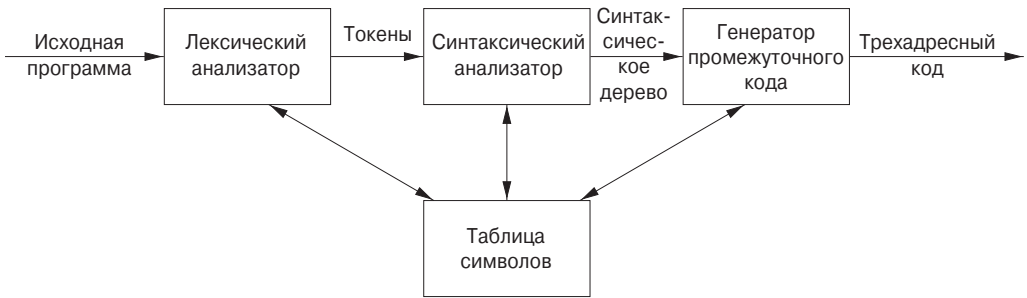 Исходная
программа
Лексический
анализатор
Токены
Синтаксический
анализатор
Синтак-
сичес-
кое
дерево
Генератор
промежуточного
кода
Трехадресный
код
Таблица
символов